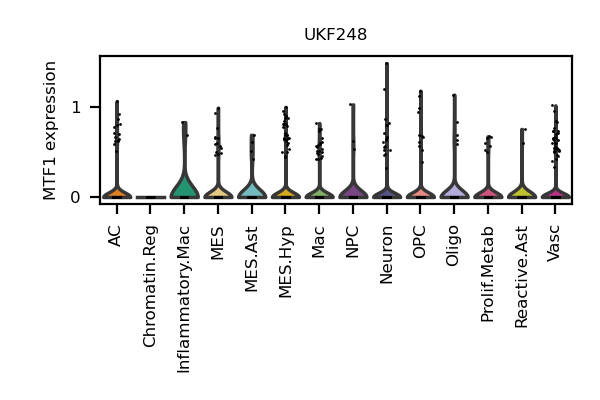 UKF248
MTF1 expression
1
0
AC
Chromatin.Reg
Inflammatory.Mac
MES
MES.Ast
MES.Hyp
Mac
NPC
Neuron
OPC
Oligo
Prolif.Metab
Reactive.Ast
Vasc